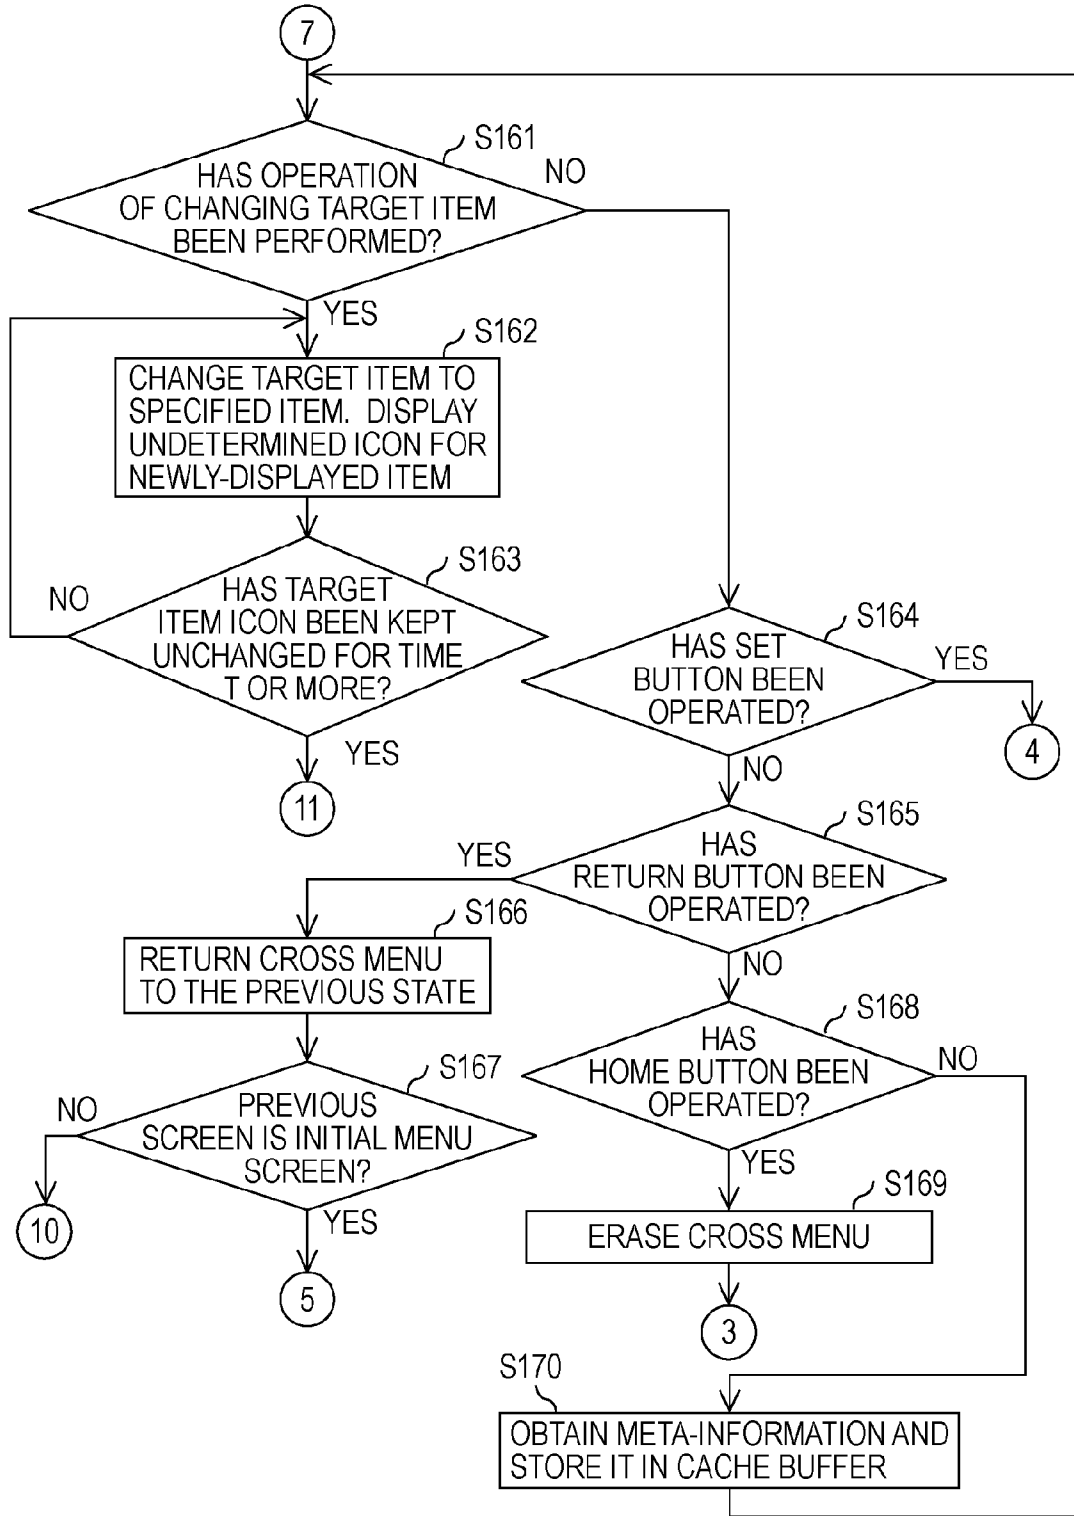 7
S161
HAS OPERATION
OF CHANGING TARGET ITEM
BEEN PERFORMED?
NO
YES
S162
CHANGE TARGET ITEM TO
SPECIFIED ITEM.  DISPLAY
UNDETERMINED ICON FOR
NEWLY-DISPLAYED ITEM
S163
HAS TARGET
ITEM ICON BEEN KEPT
UNCHANGED FOR TIME
T OR MORE?
NO
YES
11
S164
HAS SET
BUTTON BEEN
OPERATED?
YES
4
NO
S165
HAS
RETURN BUTTON BEEN
OPERATED?
YES
NO
S166
RETURN CROSS MENU
TO THE PREVIOUS STATE
S167
PREVIOUS
SCREEN IS INITIAL MENU
SCREEN?
NO
10
YES
5
S168
HAS
HOME BUTTON BEEN
OPERATED?
NO
YES
S169
ERASE CROSS MENU
3
S170
OBTAIN META-INFORMATION AND
STORE IT IN CACHE BUFFER